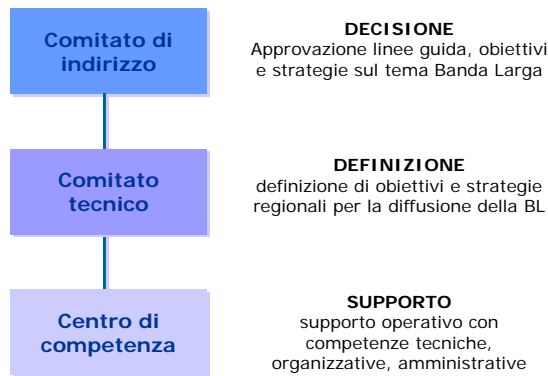 Comitato di
indirizzo
DECISIONE
Approvazione linee guida, obiettivi
e strategie sul tema Banda Larga
Comitato
tecnico
DEFINIZIONE
definizione di obiettivi e strategie
regionali per la diffusione della BL
Centro di
competenza
SUPPORTO
supporto operativo con
competenze tecniche,
organizzative, amministrative